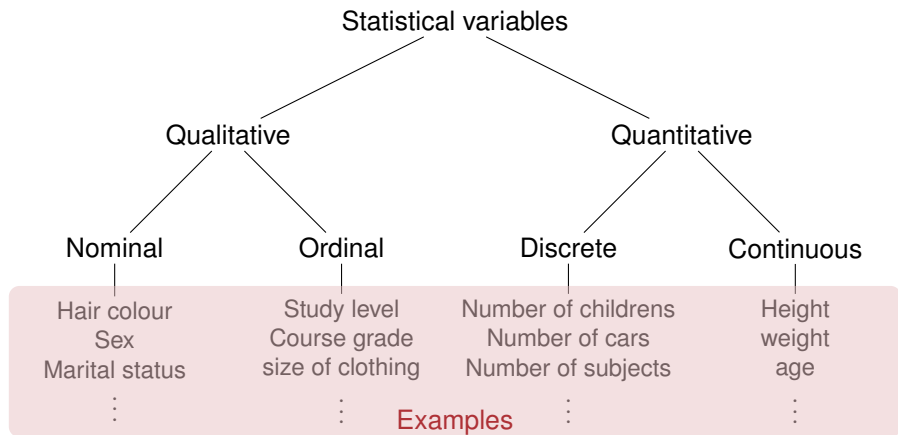 Statistical variables
Qualitative Quantitative
Nominal Ordinal Discrete Continuous
Hair colour Study level Number of childrens Height
Sex Course grade Number of cars weight
Marital status size of clothing Number of subjects age
⋮ ⋮ ⋮ ⋮
Examples